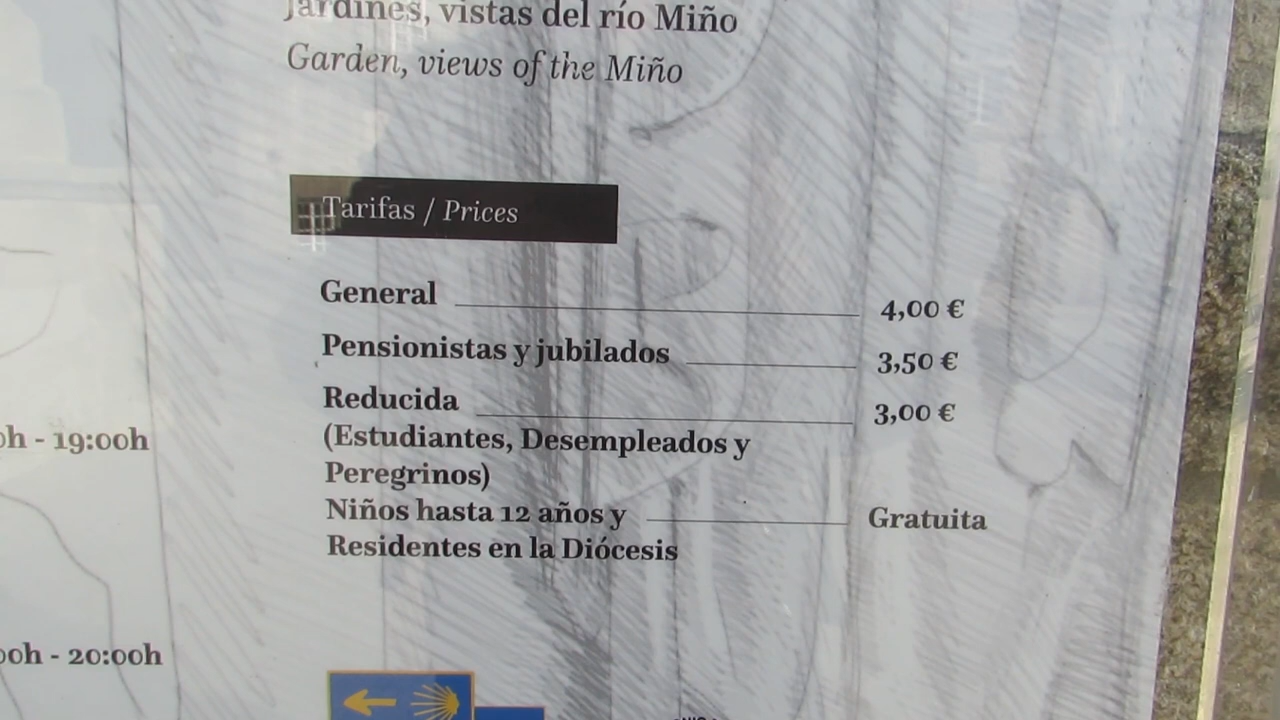 Jardines, vistas del río Miño
Garden, views of the Miño
Tarifas / Prices
General 4,00 €
Pensionistas y jubilados 3,50 €
Reducida 3,00 €
(Estudiantes, Desempleados y
Peregrinos)
Niños hasta 12 años y Gratuita
Residentes en la Diócesis
- 19:00h
- 20:00h